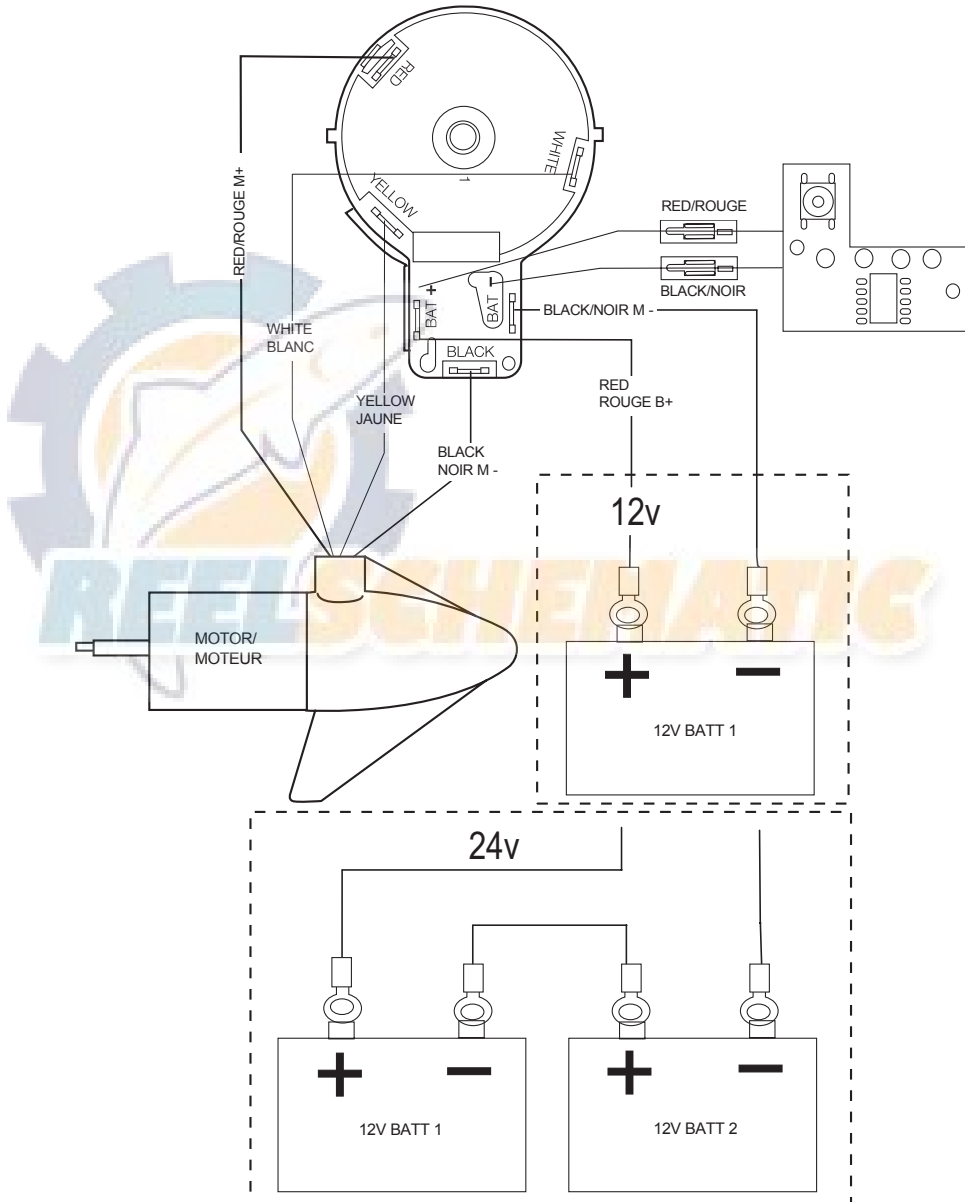 RED
WHITE
1
YELLOW
RED/ROUGE M+
RED/ROUGE
BLACK/NOIR
BAT +
BAT -
BLACK/NOIR M -
BLACK
WHITE
BLANC
YELLOW
JAUNE
RED
ROUGE B+
BLACK
NOIR M -
12v
REELSCHEMATIC
MOTOR/
MOTEUR
+ -
12V BATT 1
24v
+ - + -
12V BATT 1
12V BATT 2